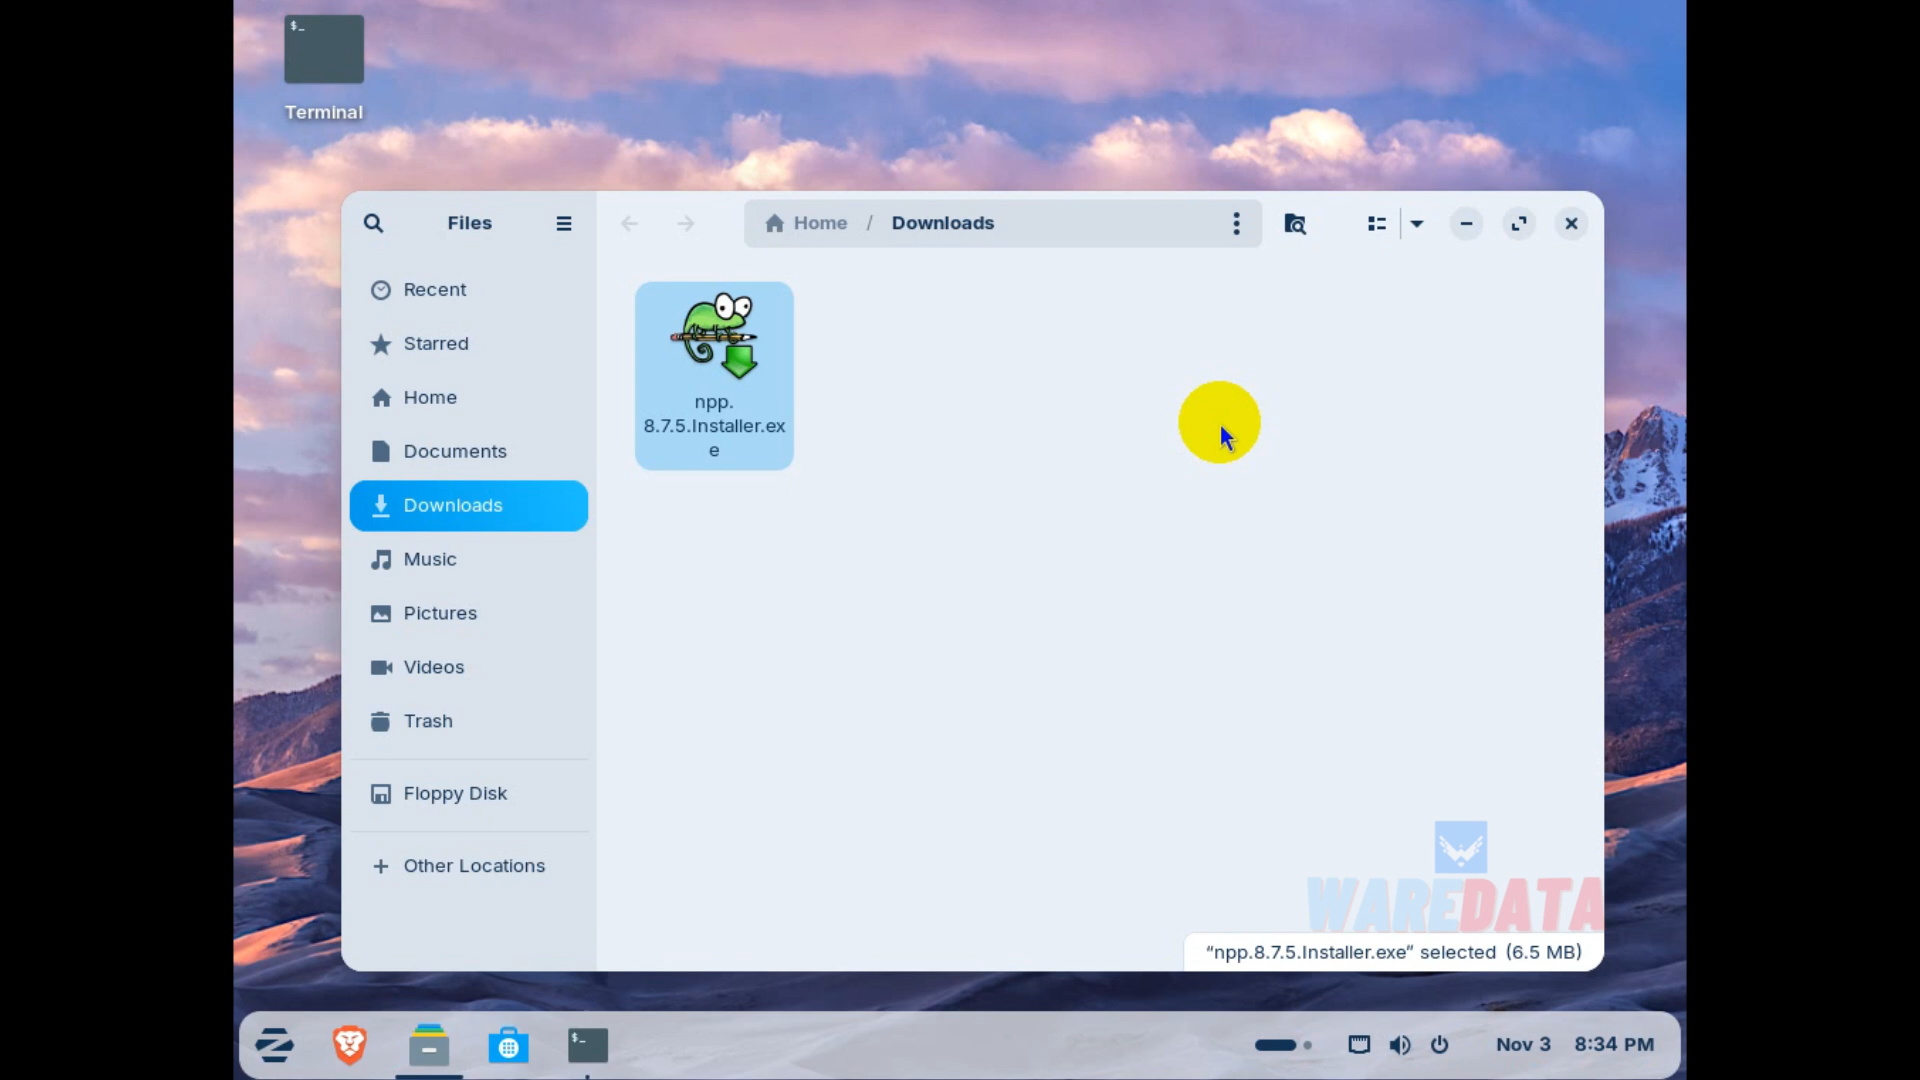 $_
Terminal
Files
Home / Downloads
Recent
Starred
Home
Documents
Downloads
Music
Pictures
Videos
Trash
Floppy Disk
Other Locations
npp.
8.7.5.Installer.ex
e
WAREDATA
“npp.8.7.5.Installer.exe” selected (6.5 MB)
$_
Nov 3 8:34 PM